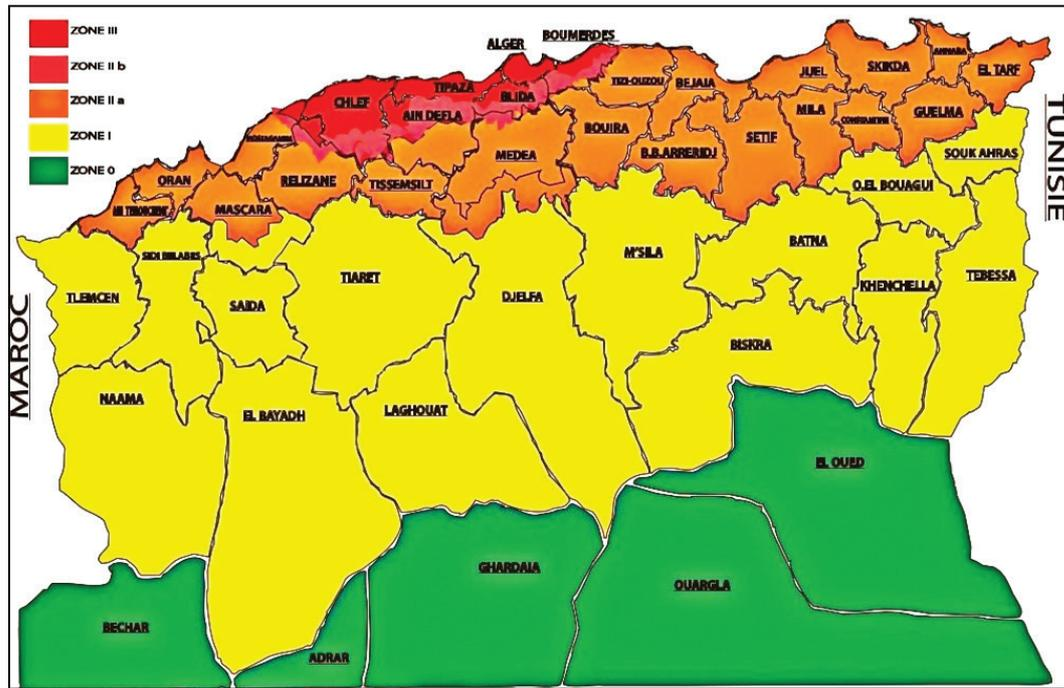 ZONE III
ZONE II b
ZONE II a
ZONE I
ZONE 0
ALGER
BOUMERDES
TIPAZA
CHLEF
BLIDA
AIN DEFLA
TIZI-OUZOU
BEJAIA
JIJEL
SKIKDA
ANNABA
EL TARF
MILA
CONSTANTINE
GUELMA
BOUIRA
SETIF
B.B.ARRERIDJ
MEDEA
ORAN
RELIZANE
TISSEMSILT
MASCARA
SOUK AHRAS
O.EL BOUAGUI
TUNISIE
SIDI BELABES
TLEMCEN
SAIDA
TIARET
DJELFA
M'SILA
BATNA
KHENCHELLA
TEBESSA
MAROC
NAAMA
EL BAYADH
LAGHOUAT
BISKRA
EL OUED
GHARDAIA
OUARGLA
BECHAR
ADRAR